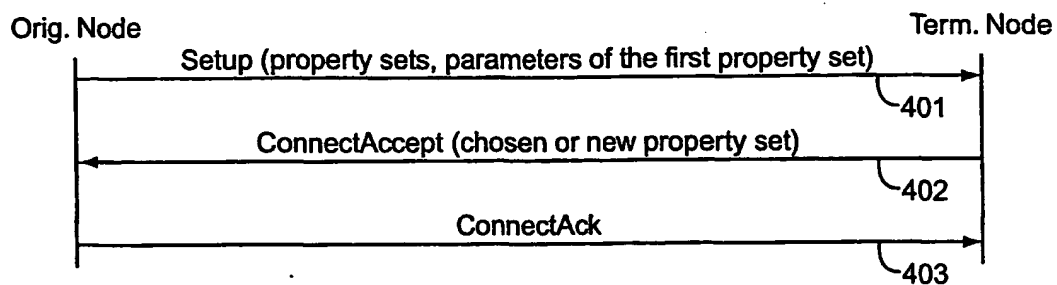 Orig. Node
Term. Node
Setup (property sets, parameters of the first property set)
401
ConnectAccept (chosen or new property set)
402
ConnectAck
403